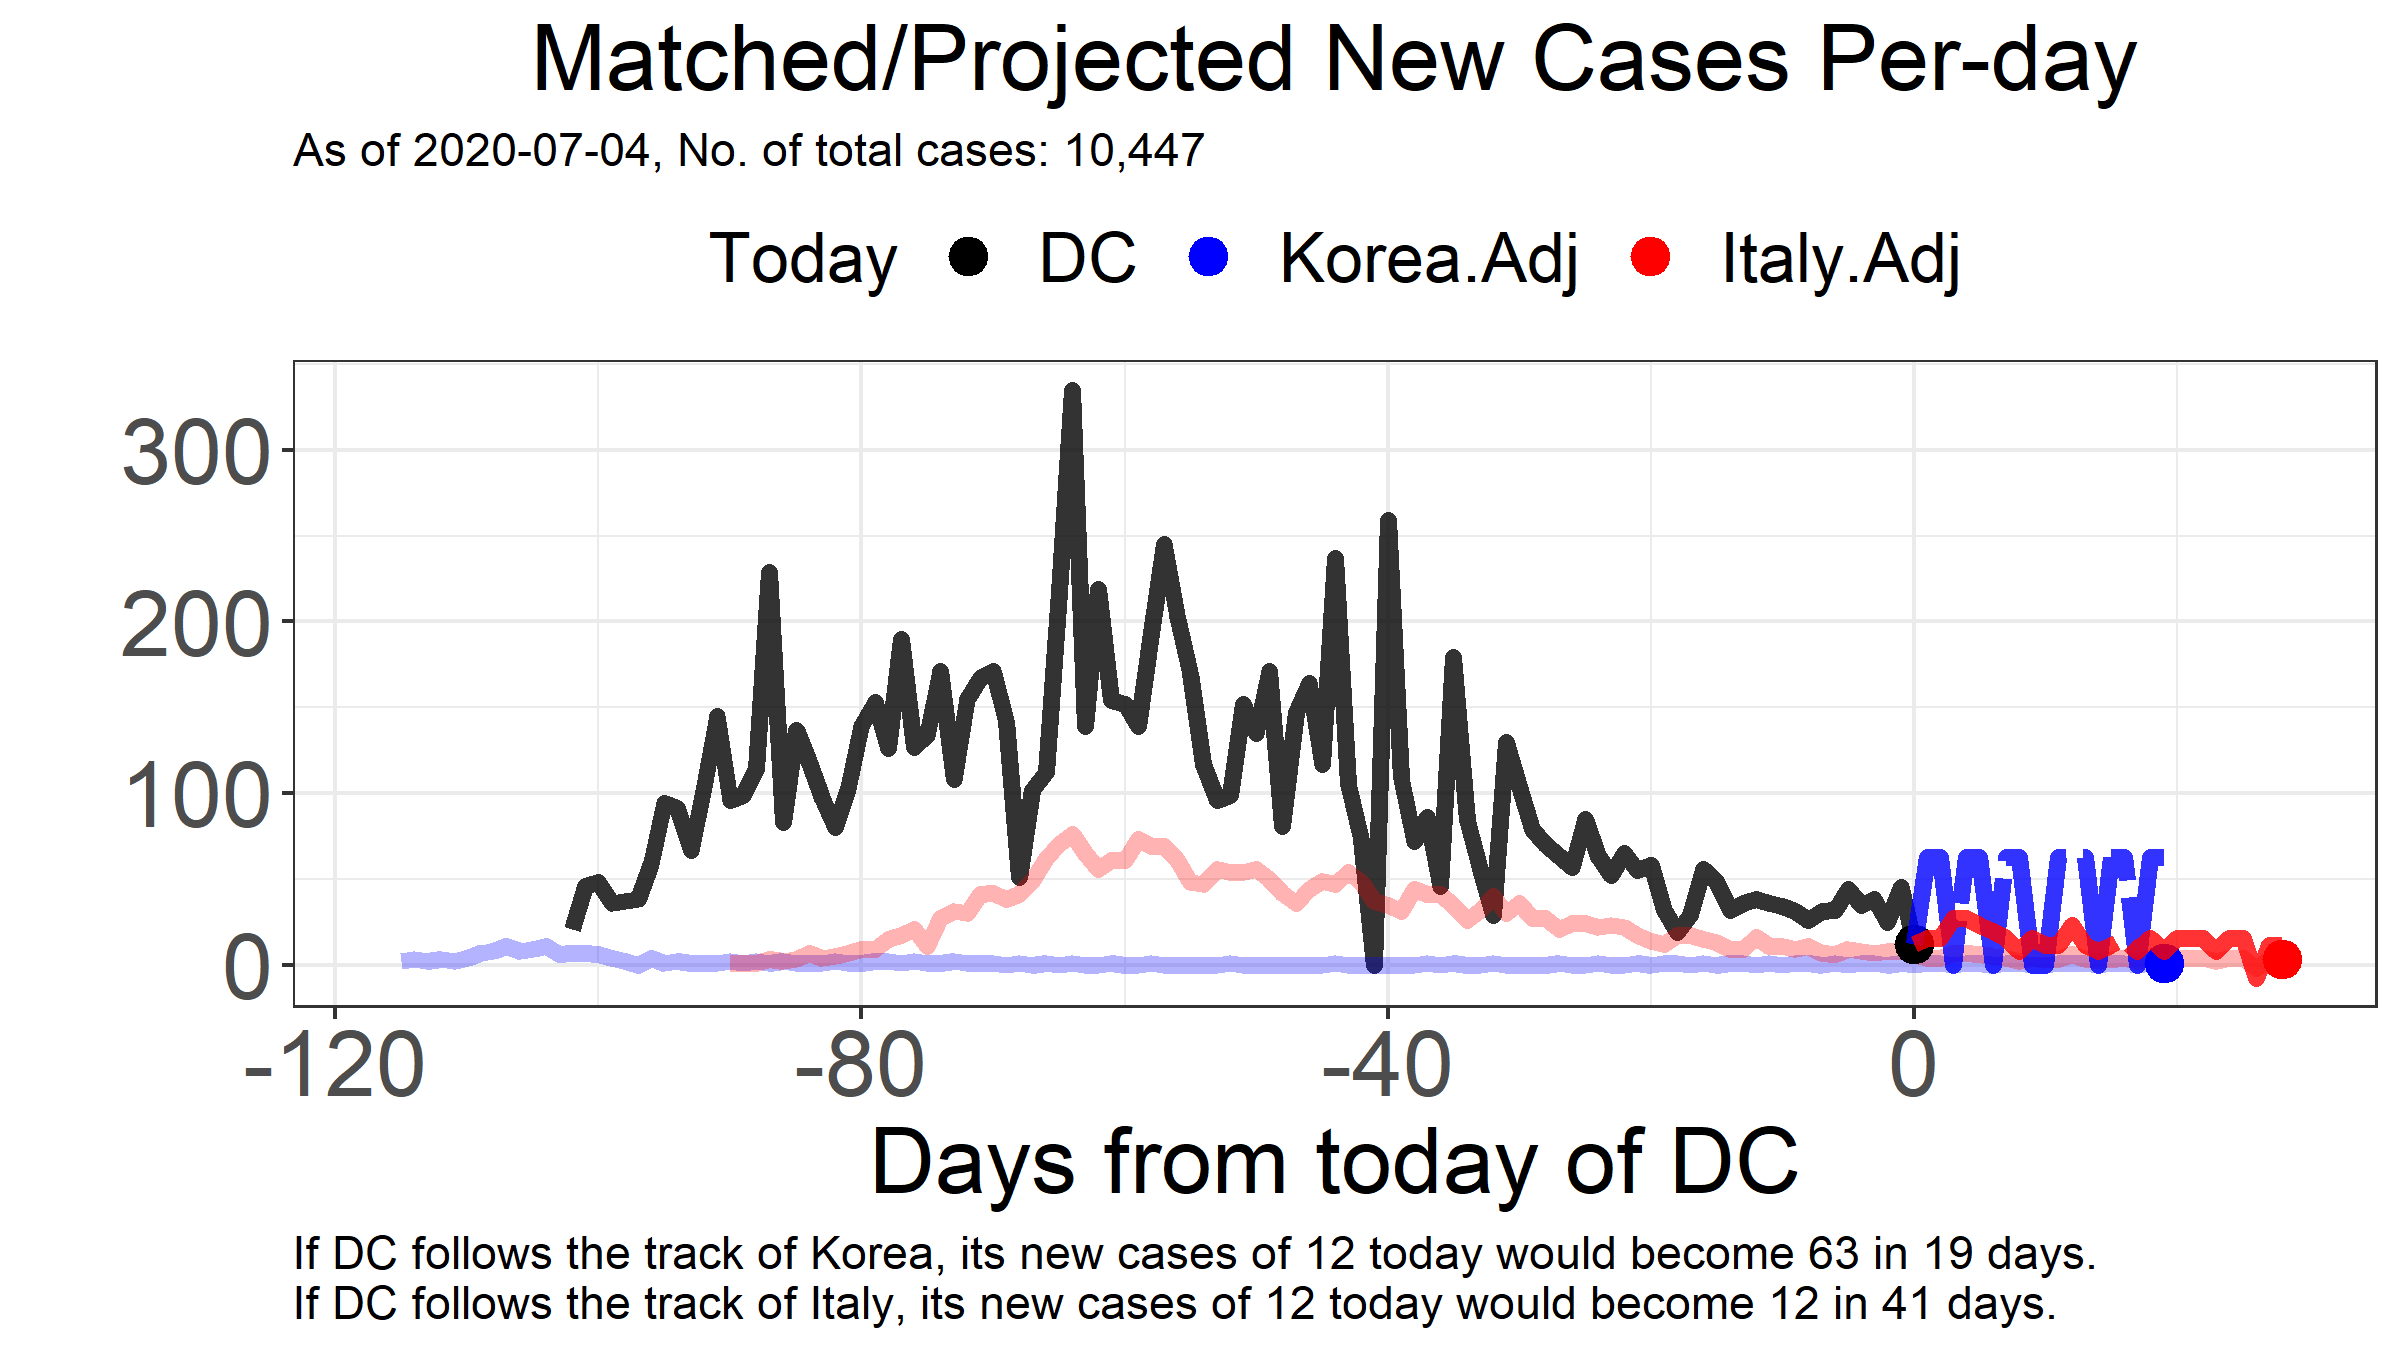 Matched/Projected New Cases Per-day
As of 2020-07-04, No. of total cases: 10,447
Today DC Korea.Adj Italy.Adj
300
200
100
0
-120 -80 -40 0
Days from today of DC
If DC follows the track of Korea, its new cases of 12 today would become 63 in 19 days.
If DC follows the track of Italy, its new cases of 12 today would become 12 in 41 days.